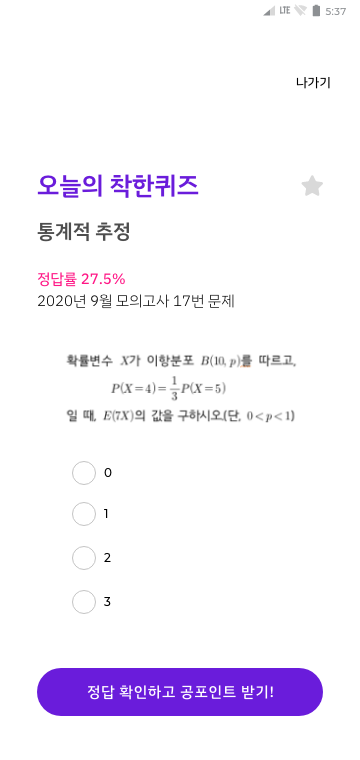 LTE 5:37
나가기
오늘의 착한퀴즈
통계적 추정
정답률 27.5%
2020년 9월 모의고사 17번 문제
확률변수 X가 이항분포 B(10, p)를 따르고,
P(X=4)=1/3P(X=5)
일 때, E(7X)의 값을 구하시오.(단, 0<p<1)
0
1
2
3
정답 확인하고 공포인트 받기!